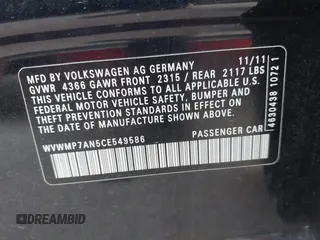 MFD BY VOLKSWAGEN AG GERMANY 11/11
GVWR 4366 GAWR FRONT 2315 / REAR 2117 LBS
THIS VEHICLE CONFORMS TO ALL APPLICABLE U.S.
FEDERAL MOTOR VEHICLE SAFETY, BUMPER AND
THEFT PREVENTION STANDARDS IN EFFECT ON THE
DATE OF MANUFACTURE SHOWN ABOVE.
WVWMP7AN5CE549586 PASSENGER CAR
4630438 1072 1
DREAMBID